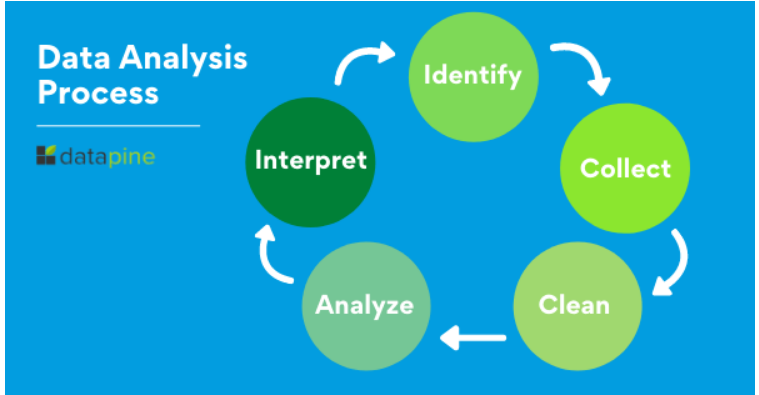 Data Analysis
Process
datapine
Identify
Collect
Clean
Analyze
Interpret